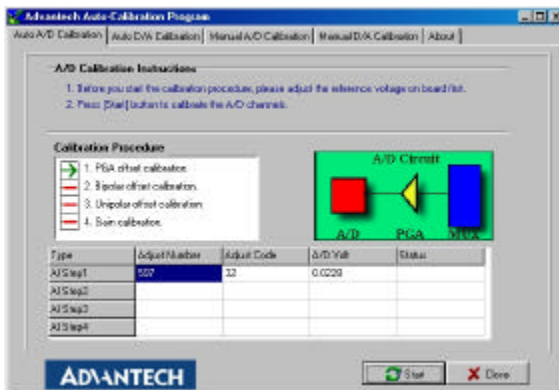 Advantech Auto-Calibration Program
Auto A/D Calibration
Auto D/A Calibration
Manual A/D Calibration
Manual D/A Calibration
About
A/D Calibration Instructions
1. Before you start the calibration procedure, please adjust the reference voltage on board first.
2. Press [Start] button to calibrate the A/D channels.
Calibration Procedure
1. PGA offset calibration.
2. Bipolar offset calibration.
3. Unipolar offset calibration.
4. Gain calibration.
A/D Circuit
A/D PGA MUX
Type Adjust Number Adjust Code A/D Volt Status
AI Step1 32 0.0229
AI Step2
AI Step3
AI Step4
ADVANTECH
Start
Close